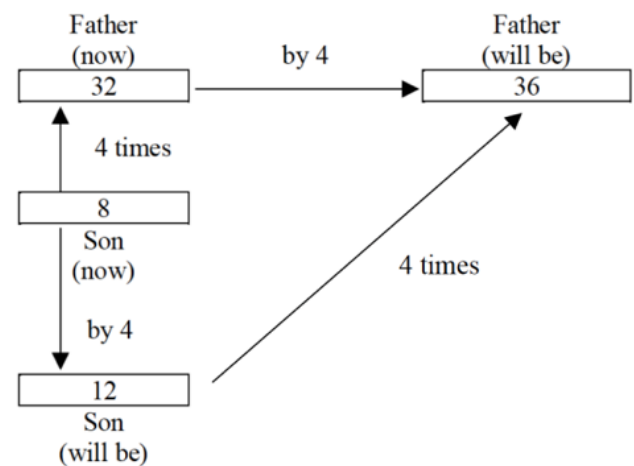 Father
(now)
32
by 4
Father
(will be)
36
4 times
8
Son
(now)
4 times
by 4
12
Son
(will be)